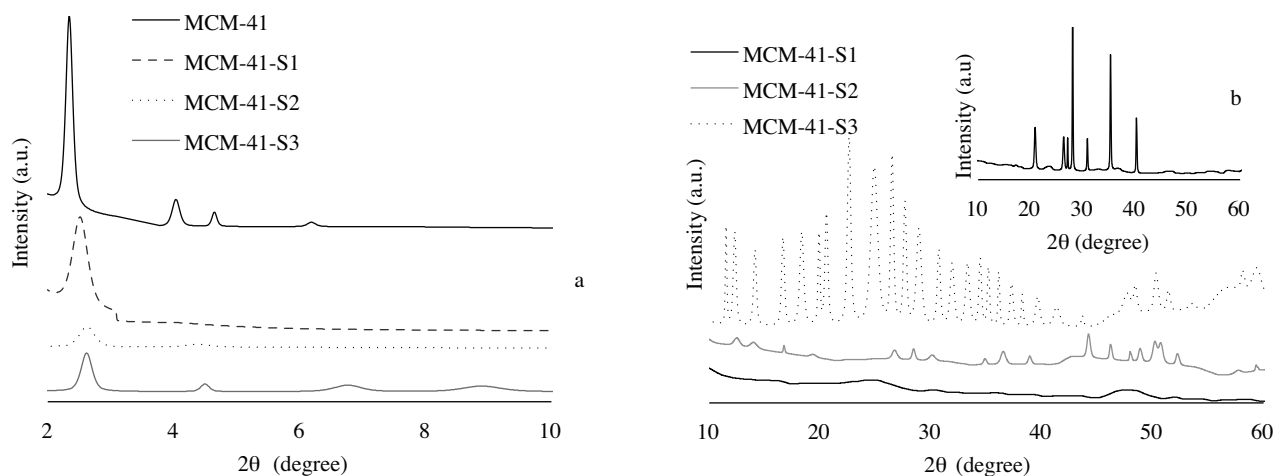 MCM-41
MCM-41-S1
MCM-41-S2
MCM-41-S3
Intensity (a.u.)
a
2 4 6 8 10
2θ (degree)
MCM-41-S1
MCM-41-S2
MCM-41-S3
Intensity (a.u.)
10 20 30 40 50 60
2θ (degree)
b
Intensity (a.u)
10 20 30 40 50 60
2θ (degree)